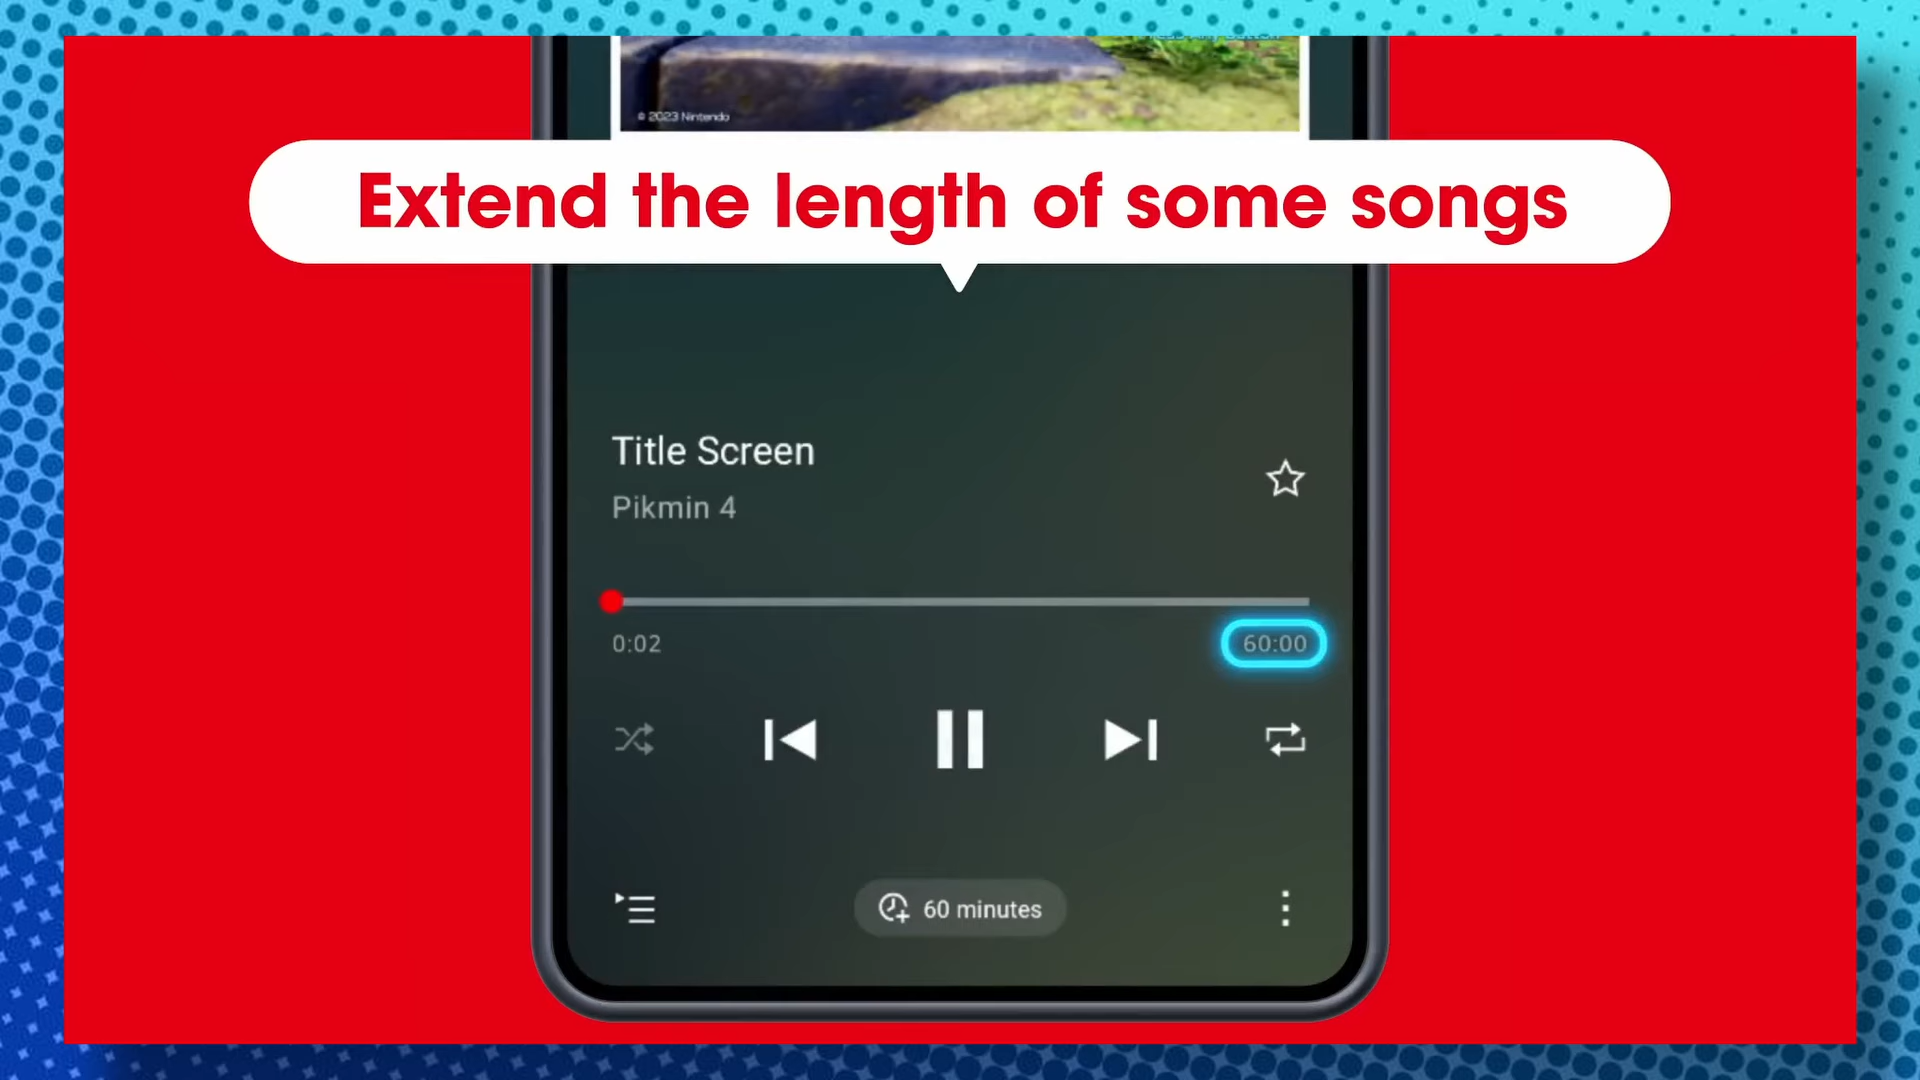 © 2023 Nintendo
Extend the length of some songs
Title Screen
Pikmin 4
0:02
60:00
60 minutes